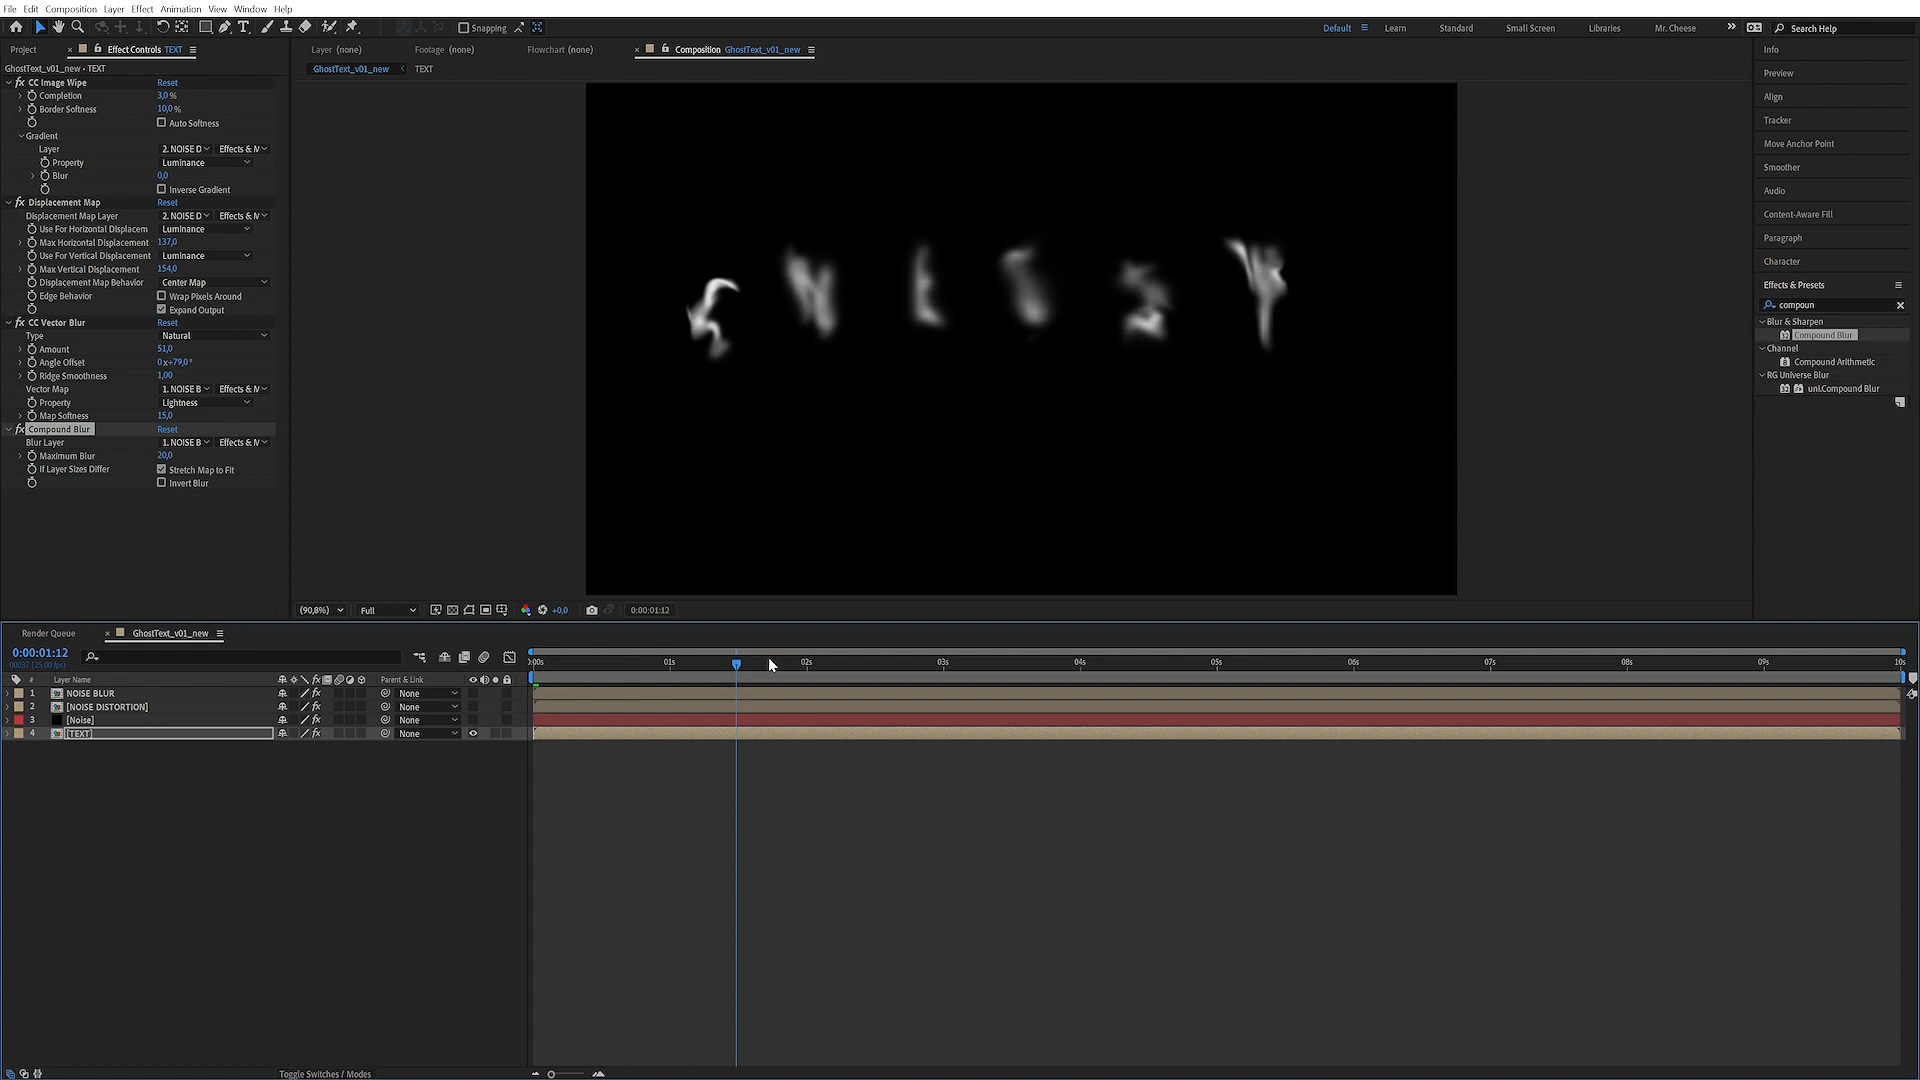 File Edit Composition Layer Effect Animation View Window Help
Snapping
Default Learn Standard Small Screen Libraries Mr. Cheese Search Help
Project Effect Controls TEXT
Layer (none) Footage (none) Flowchart (none) Composition GhostText_v01_new
GhostText_v01_new • TEXT
GhostText_v01_new TEXT
fx CC Image Wipe Reset
Completion 3,0 %
Border Softness 10,0 %
Auto Softness
Gradient
Layer 2. NOISE D Effects & M
Property Luminance
Blur 0,0
Inverse Gradient
fx Displacement Map Reset
Displacement Map Layer 2. NOISE D Effects & M
Use For Horizontal Displacem Luminance
Max Horizontal Displacement 137,0
Use For Vertical Displacement Luminance
Max Vertical Displacement 154,0
Displacement Map Behavior Center Map
Edge Behavior Wrap Pixels Around
Expand Output
fx CC Vector Blur Reset
Type Natural
Amount 51,0
Angle Offset 0 x+79,0 °
Ridge Smoothness 1,00
Vector Map 1. NOISE B Effects & M
Property Lightness
Map Softness 15,0
fx Compound Blur Reset
Blur Layer 1. NOISE B Effects & M
Maximum Blur 20,0
If Layer Sizes Differ Stretch Map to Fit
Invert Blur
Info
Preview
Align
Tracker
Move Anchor Point
Smoother
Audio
Content-Aware Fill
Paragraph
Character
Effects & Presets
compoun
Blur & Sharpen
Compound Blur
Channel
Compound Arithmetic
RG Universe Blur
uni.Compound Blur
(90,8%) Full +0,0 0:00:01:12
Render Queue GhostText_v01_new
0:00:01:12
00037 (25.00 fps)
01s 02s 03s 04s 05s 06s 07s 08s 09s 10s
# Layer Name Parent & Link
1 NOISE BLUR None
2 [NOISE DISTORTION] None
3 [Noise] None
4 [TEXT] None
Toggle Switches / Modes